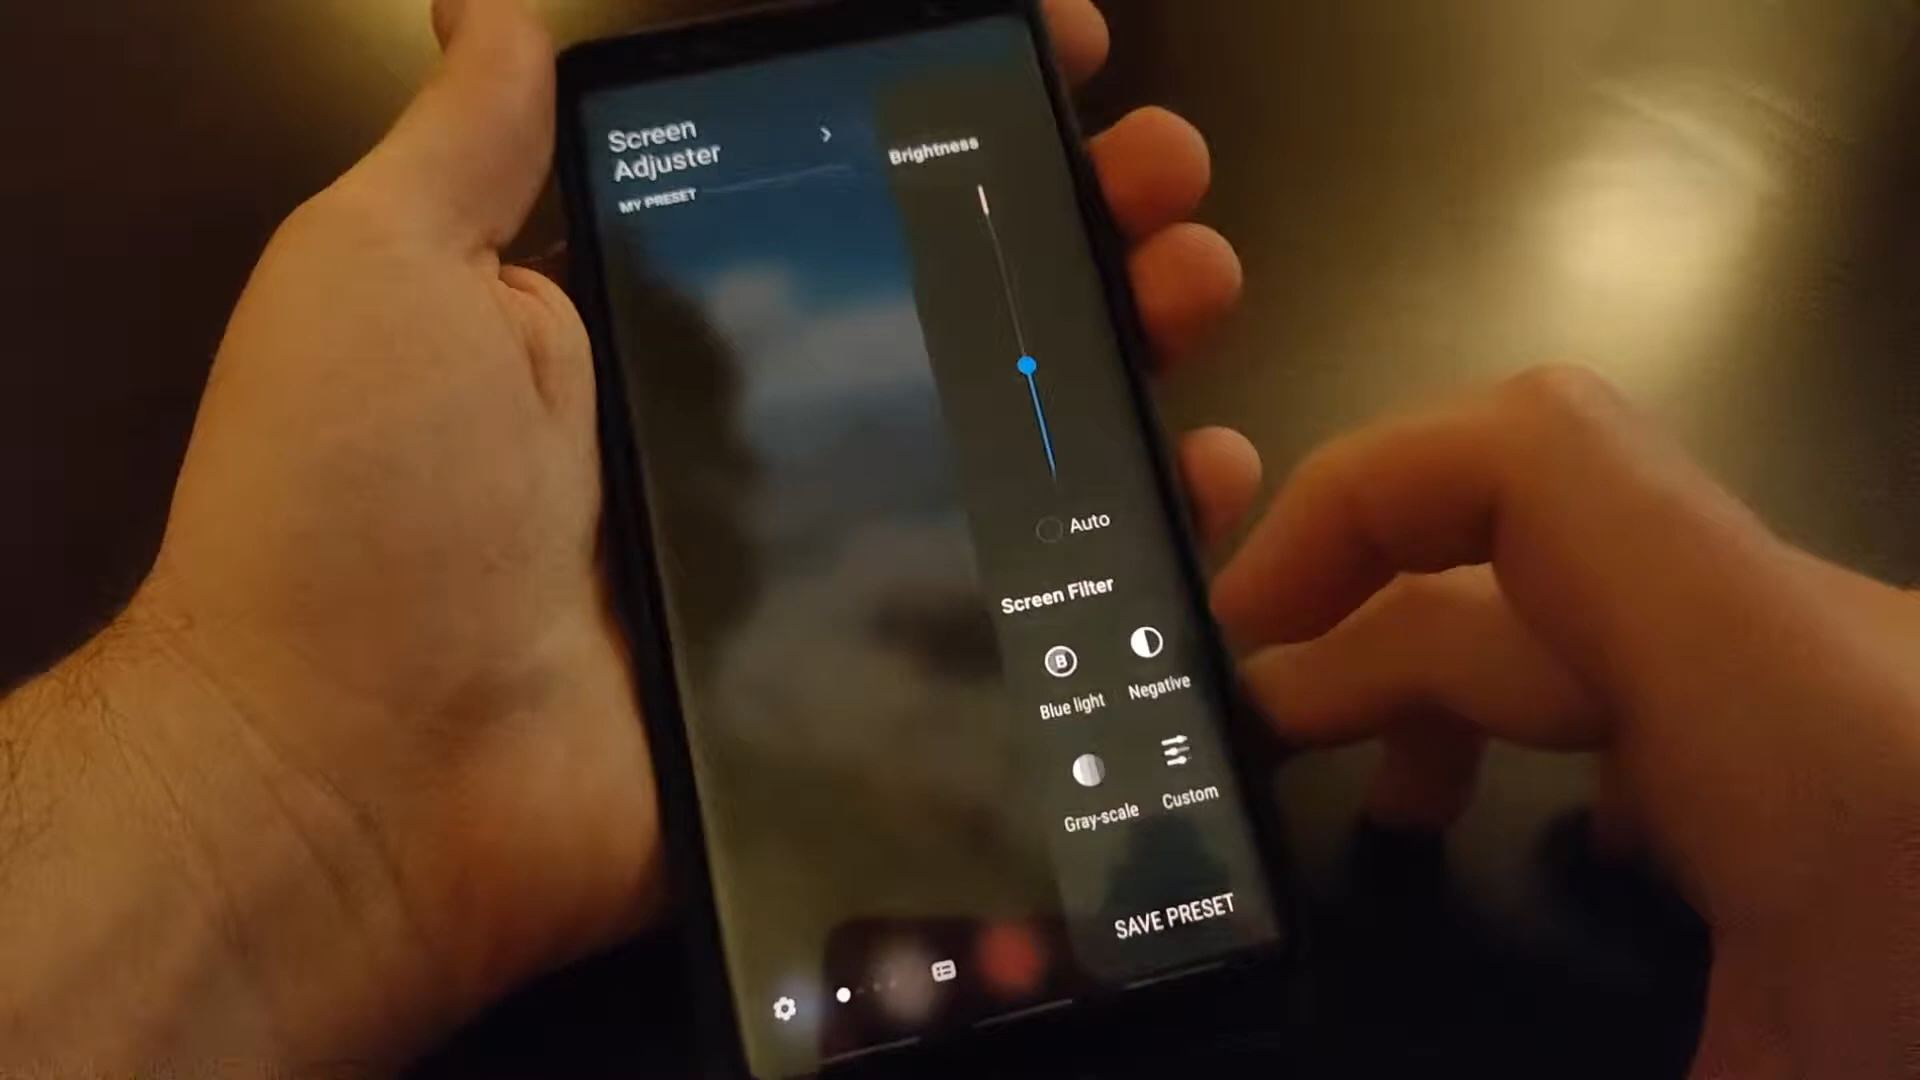 Screen
Adjuster
MY PRESET
Brightness
Auto
Screen Filter
B
Blue light
Negative
Gray-scale
Custom
SAVE PRESET